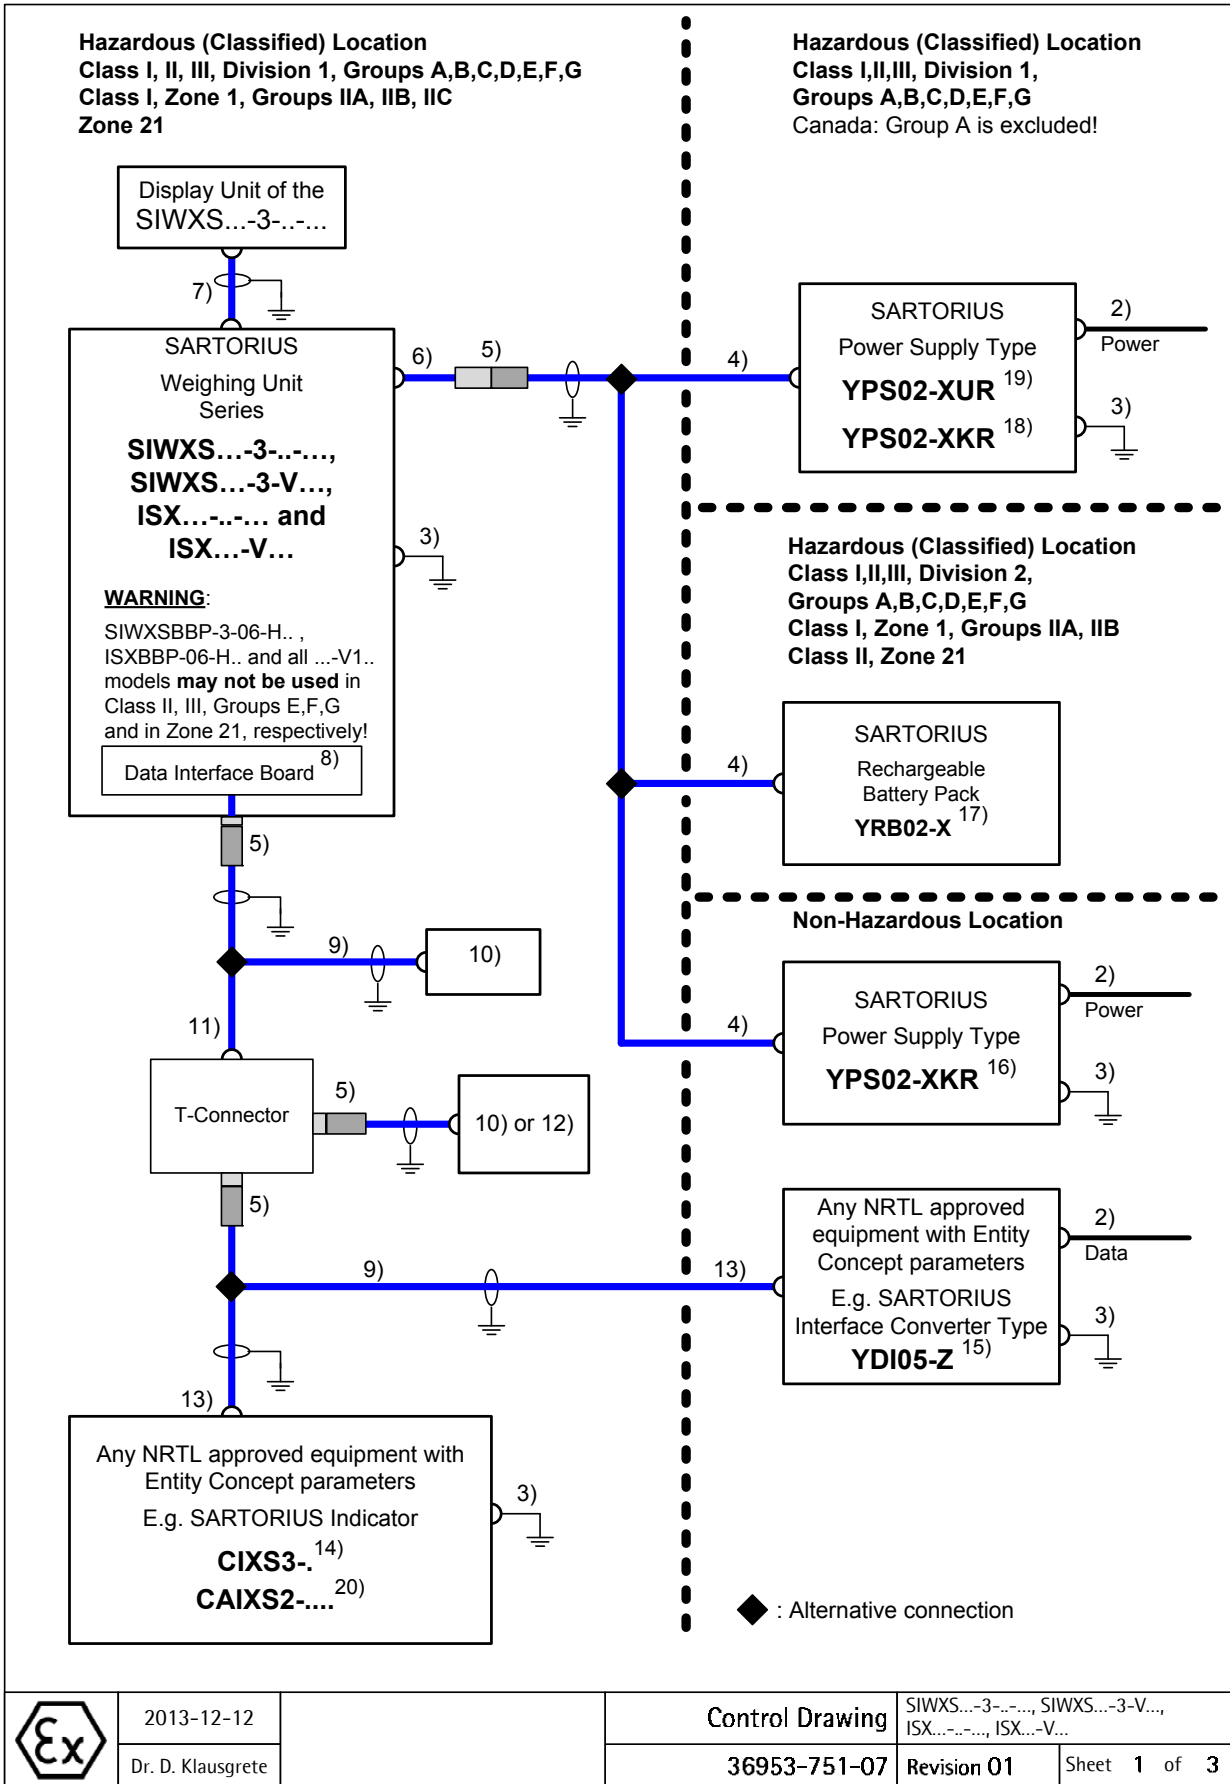 Hazardous (Classified) Location
Class I, II, III, Division 1, Groups A,B,C,D,E,F,G
Class I, Zone 1, Groups IIA, IIB, IIC
Zone 21
Hazardous (Classified) Location
Class I,II,III, Division 1,
Groups A,B,C,D,E,F,G
Canada: Group A is excluded!
Display Unit of the
SIWXS...-3-..-...
7)
SARTORIUS
Weighing Unit
Series
SIWXS...-3-..-...,
SIWXS...-3-V...,
ISX...-..-... and
ISX...-V...
WARNING:
SIWXSBBP-3-06-H.. ,
ISXBBP-06-H.. and all ...-V1..
models may not be used in
Class II, III, Groups E,F,G
and in Zone 21, respectively!
Data Interface Board 8)
6)
5)
3)
4)
SARTORIUS
Power Supply Type
YPS02-XUR 19)
YPS02-XKR 18)
2)
Power
3)
Hazardous (Classified) Location
Class I,II,III, Division 2,
Groups A,B,C,D,E,F,G
Class I, Zone 1, Groups IIA, IIB
Class II, Zone 21
4)
SARTORIUS
Rechargeable
Battery Pack
YRB02-X 17)
Non-Hazardous Location
4)
SARTORIUS
Power Supply Type
YPS02-XKR 16)
2)
Power
3)
5)
9)
10)
11)
T-Connector
5)
10) or 12)
5)
9)
13)
Any NRTL approved
equipment with Entity
Concept parameters
E.g. SARTORIUS
Interface Converter Type
YDI05-Z 15)
2)
Data
3)
13)
Any NRTL approved equipment with
Entity Concept parameters
E.g. SARTORIUS Indicator
CIXS3-. 14)
CAIXS2-.... 20)
3)
: Alternative connection
Ex
2013-12-12
Dr. D. Klausgrete
Control Drawing
36953-751-07
SIWXS...-3-..-..., SIWXS...-3-V...,
ISX...-..-..., ISX...-V...
Revision 01
Sheet 1 of 3